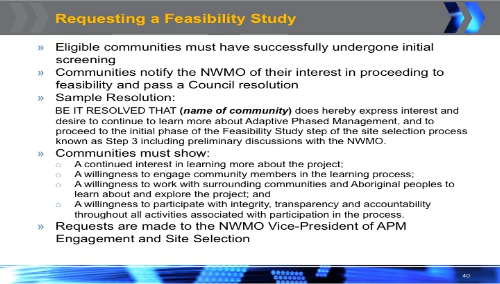 Requesting a Feasibility Study
» Eligible communities must have successfully undergone initial
screening
» Communities notify the NWMO of their interest in proceeding to
feasibility and pass a Council resolution
» Sample Resolution:
BE IT RESOLVED THAT (name of community) does hereby express interest and
desire to continue to learn more about Adaptive Phased Management, and to
proceed to the initial phase of the Feasibility Study step of the site selection process
known as Step 3 including preliminary discussions with the NWMO.
» Communities must show:
o A continued interest in learning more about the project;
o A willingness to engage community members in the learning process;
o A willingness to work with surrounding communities and Aboriginal peoples to
learn about and explore the project; and
o A willingness to participate with integrity, transparency and accountability
throughout all activities associated with participation in the process.
» Requests are made to the NWMO Vice-President of APM
Engagement and Site Selection
40